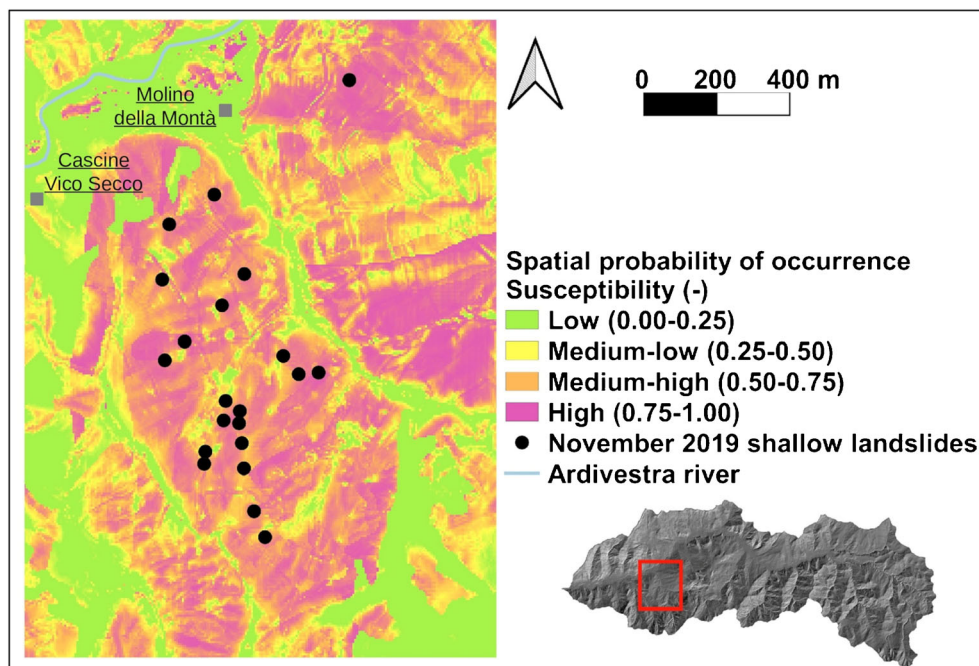 Molino
della Montà
Cascine
Vico Secco
0 200 400 m
Spatial probability of occurrence
Susceptibility (-)
Low (0.00-0.25)
Medium-low (0.25-0.50)
Medium-high (0.50-0.75)
High (0.75-1.00)
November 2019 shallow landslides
Ardivestra river